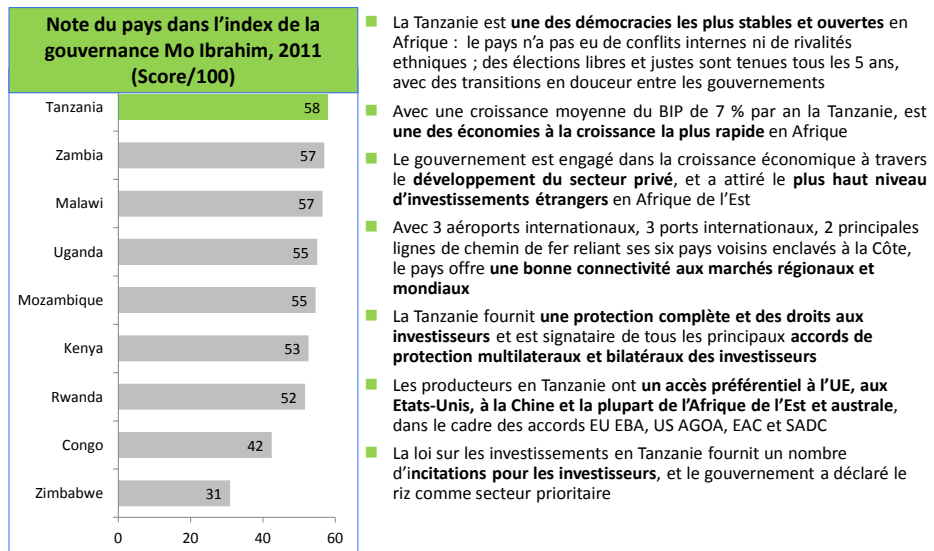 Note du pays dans l'index de la
gouvernance Mo Ibrahim, 2011
(Score/100)
Tanzania 58
Zambia 57
Malawi 57
Uganda 55
Mozambique 55
Kenya 53
Rwanda 52
Congo 42
Zimbabwe 31
0 20 40 60
La Tanzanie est une des démocraties les plus stables et ouvertes en
Afrique : le pays n'a pas eu de conflits internes ni de rivalités
ethniques ; des élections libres et justes sont tenues tous les 5 ans,
avec des transitions en douceur entre les gouvernements
Avec une croissance moyenne du BIP de 7 % par an la Tanzanie, est
une des économies à la croissance la plus rapide en Afrique
Le gouvernement est engagé dans la croissance économique à travers
le développement du secteur privé, et a attiré le plus haut niveau
d'investissements étrangers en Afrique de l'Est
Avec 3 aéroports internationaux, 3 ports internationaux, 2 principales
lignes de chemin de fer reliant ses six pays voisins enclavés à la Côte,
le pays offre une bonne connectivité aux marchés régionaux et
mondiaux
La Tanzanie fournit une protection complète et des droits aux
investisseurs et est signataire de tous les principaux accords de
protection multilateraux et bilatéraux des investisseurs
Les producteurs en Tanzanie ont un accès préférentiel à l'UE, aux
Etats-Unis, à la Chine et la plupart de l'Afrique de l'Est et australe,
dans le cadre des accords EU EBA, US AGOA, EAC et SADC
La loi sur les investissements en Tanzanie fournit un nombre
d'incitations pour les investisseurs, et le gouvernement a déclaré le
riz comme secteur prioritaire